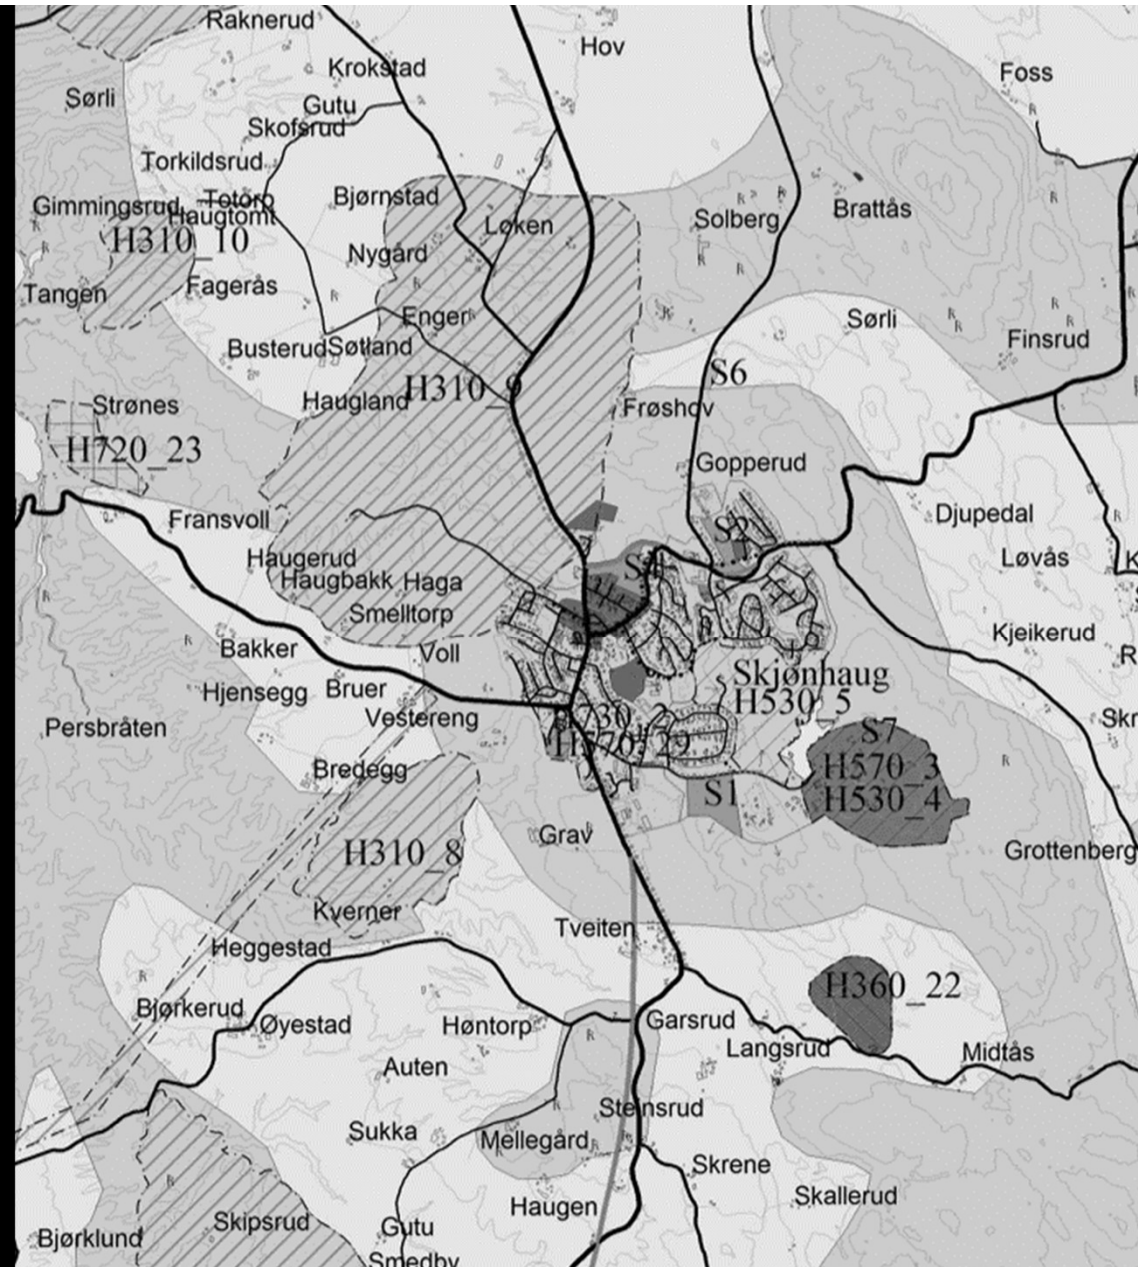 Raknerud
Hov
Krokstad
Foss
Sørli
Gutu
Skofsrud
Torkildsrud
Bjørnstad
Totorp
Gimmingsrud
Haugtomt
Løken
Solberg
Brattås
H310_10
Nygård
Tangen
Fagerås
Enger
Sørli
Finsrud
Busterud
Søtland
S6
H310_9
Haugland
Frøshov
Strønes
H720_23
Gopperud
Fransvoll
Djupedal
S2
Haugerud
Løvås
S4
Haugbakk
Haga
Smelltorp
Kjeikerud
Bakker
Voll
Skjønhaug
H530_5
Hjensegg
Bruer
Vestereng
Persbråten
Skr
S7
Bredegg
H570_3
S1
H530_4
Grav
H310_8
Grottenberg
Kverner
Tveiten
Heggestad
H360_22
Bjørkerud
Øyestad
Høntorp
Garsrud
Langsrud
Midtås
Auten
Steinsrud
Sukka
Mellegård
Skrene
Skallerud
Haugen
Skipsrud
Gutu
Bjørklund
Smedby